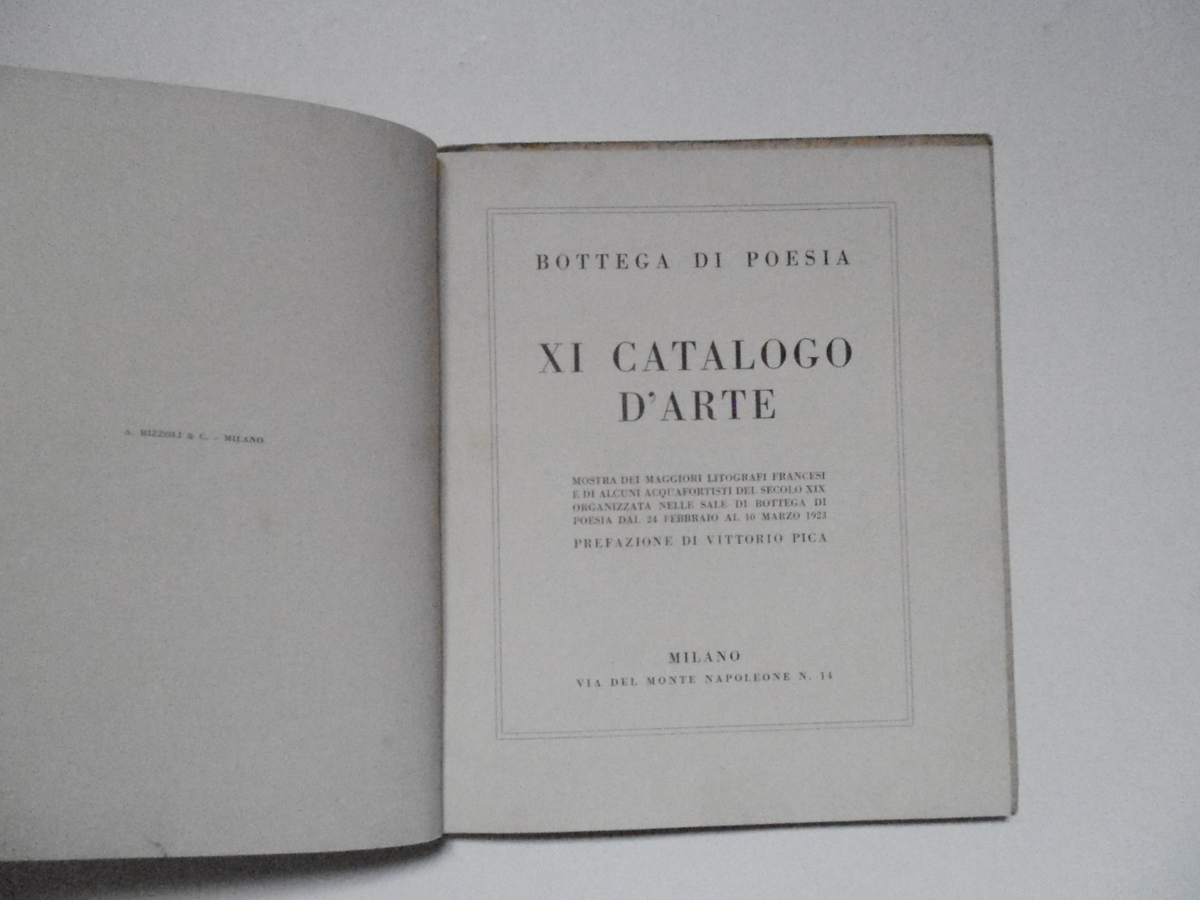 A. RIZZOLI & C. - MILANO
BOTTEGA DI POESIA
XI CATALOGO
D'ARTE
MOSTRA DEI MAGGIORI LITOGRAFI FRANCESI
E DI ALCUNI ACQUAFORTISTI DEL SECOLO XIX
ORGANIZZATA NELLE SALE DI BOTTEGA DI
POESIA DAL 24 FEBBRAIO AL 10 MARZO 1923
PREFAZIONE DI VITTORIO PICA
MILANO
VIA DEL MONTE NAPOLEONE N. 14